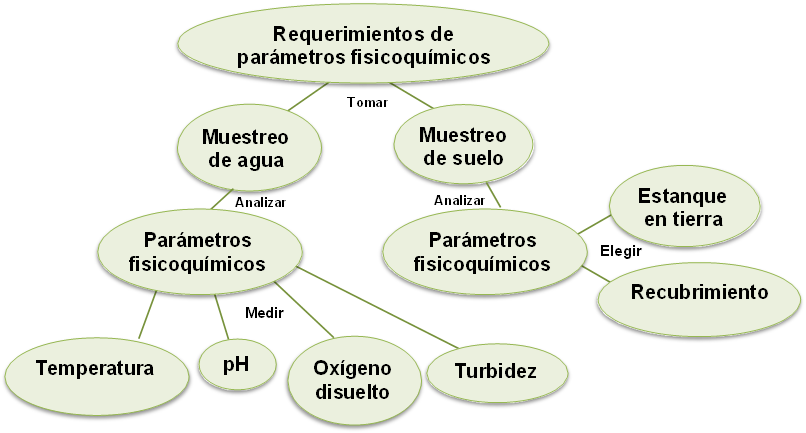 Requerimientos de
parámetros fisicoquímicos
Tomar
Muestreo
de agua
Muestreo
de suelo
Analizar
Analizar
Parámetros
fisicoquímicos
Parámetros
fisicoquímicos
Estanque
en tierra
Elegir
Recubrimiento
Medir
Temperatura
pH
Oxígeno
disuelto
Turbidez